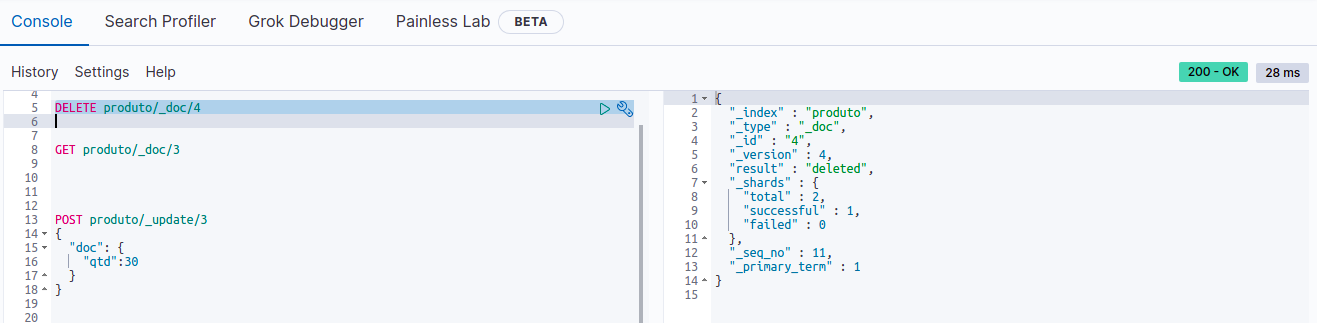 Console Search Profiler Grok Debugger Painless Lab BETA
History Settings Help 200 - OK 28 ms
4
5 DELETE produto/_doc/4
6
7
8 GET produto/_doc/3
9
10
11
12
13 POST produto/_update/3
14 {
15 "doc": {
16 "qtd":30
17 }
18 }
19
20
1 {
2 "_index" : "produto",
3 "_type" : "_doc",
4 "_id" : "4",
5 "_version" : 4,
6 "result" : "deleted",
7 "_shards" : {
8 "total" : 2,
9 "successful" : 1,
10 "failed" : 0
11 },
12 "_seq_no" : 11,
13 "_primary_term" : 1
14 }
15